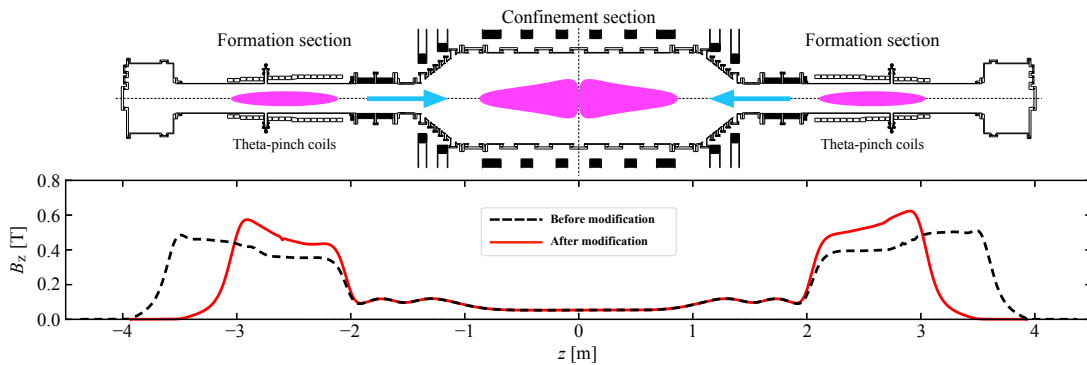 Confinement section
Formation section
Formation section
Theta-pinch coils
Theta-pinch coils
0.8
0.6
0.4
0.2
0.0
B_z [T]
Before modification
After modification
−4
−3
−2
−1
0
1
2
3
4
z [m]